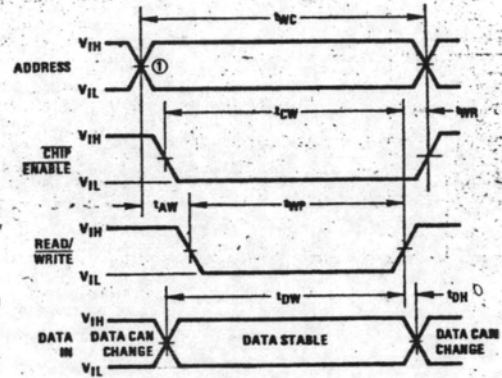 tWC
VIH
ADDRESS
①
VIL
tCW
tWR
VIH
CHIP
ENABLE
VIL
tAW
tWP
VIH
READ/
WRITE
VIL
tDW
tDH
VIH
DATA
IN
DATA CAN
CHANGE
DATA STABLE
DATA CAN
CHANGE
VIL